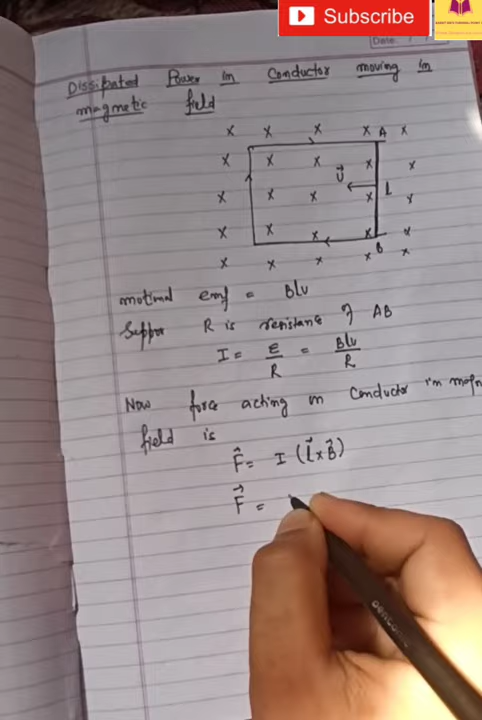 Subscribe
Date:
Dissipated Power in Conductor moving in
magnetic field
x x x x A x
x x x x x
x x x v⃗ x L x
x x x x x
x x x x B x
motional emf = Blv
Suppose R is resistance of AB
I = ε/R = Blv/R
Now force acting on Conductor in magn
field is
F⃗ = I (l⃗ x B⃗)
F⃗ =